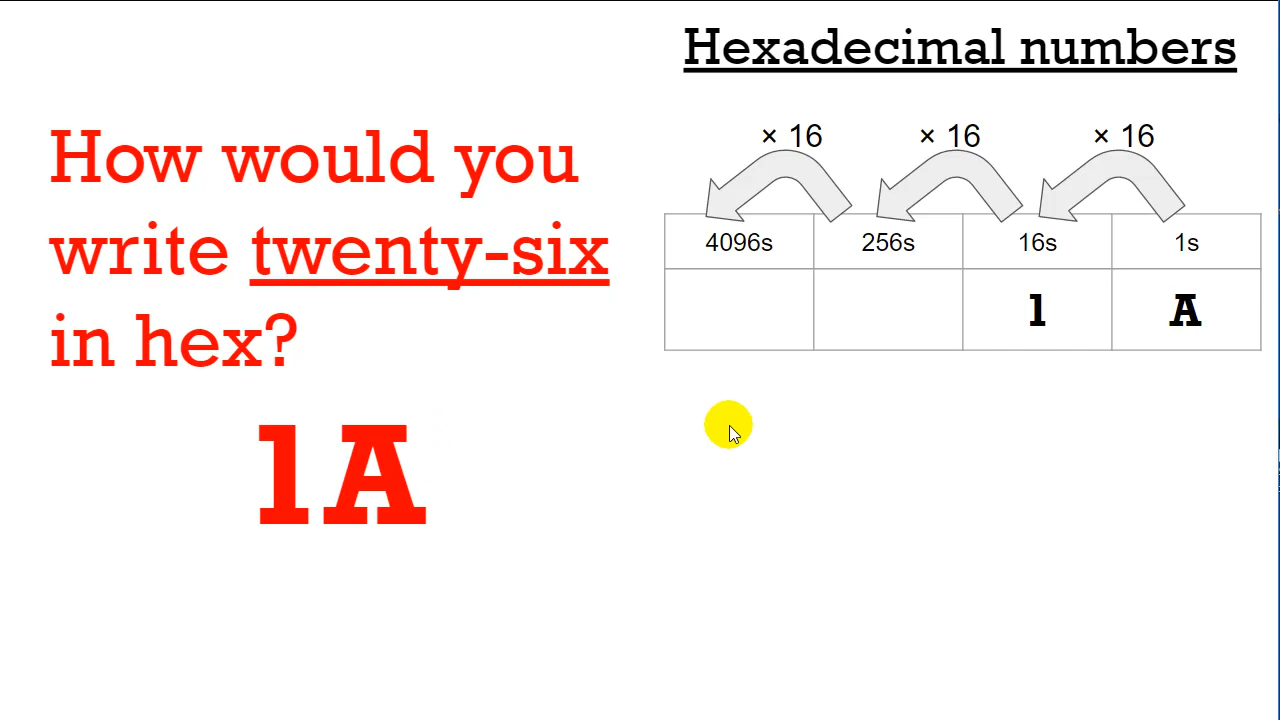 Hexadecimal numbers
How would you
write twenty-six
in hex?
1A
× 16 × 16 × 16
4096s 256s 16s 1s
1 A